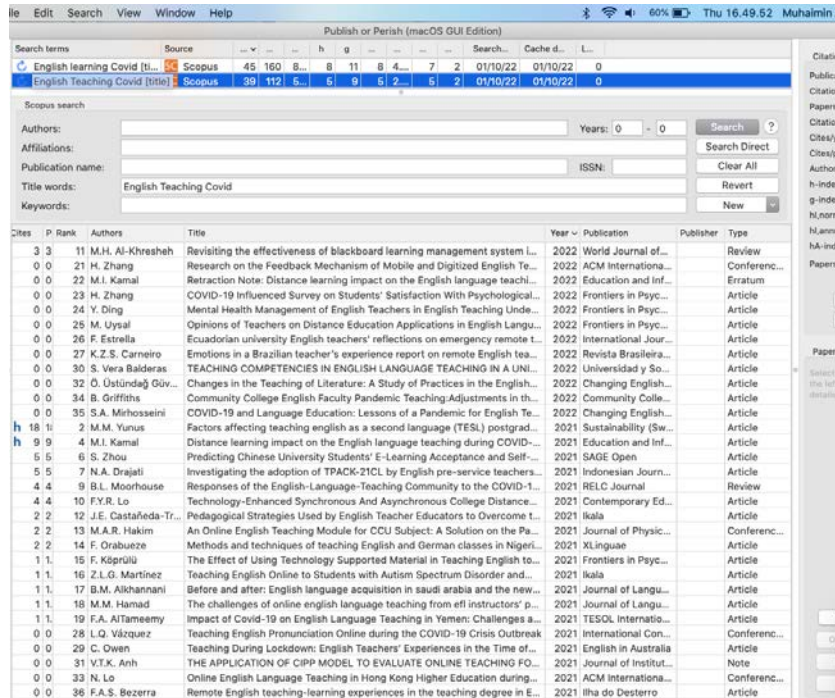 le Edit Search View Window Help 60% Thu 16.49.52 Muhaimin
Publish or Perish (macOS GUI Edition)
Search terms Source ... ... ... h g ... ... ... ... ... Search... Cache d... L...
English learning Covid [ti... SC Scopus 45 160 8... 8 11 8 4.... 7 2 01/10/22 01/10/22 0
English Teaching Covid [title] Scopus 39 112 5... 5 9 5 2.... 5 2 01/10/22 01/10/22 0
Scopus search
Authors: Years: 0 - 0 Search ?
Affiliations: Search Direct
Publication name: ISSN: Clear All
Title words: English Teaching Covid Revert
Keywords: New
Cites P Rank Authors Title Year Publication Publisher Type
3 3 11 M.H. Al-Khresheh Revisiting the effectiveness of blackboard learning management system i... 2022 World Journal of... Review
0 0 21 H. Zhang Research on the Feedback Mechanism of Mobile and Digitized English Te... 2022 ACM Internationa... Conferenc...
0 0 22 M.I. Kamal Retraction Note: Distance learning impact on the English language teachi... 2022 Education and Inf... Erratum
0 0 23 H. Zhang COVID-19 Influenced Survey on Students' Satisfaction With Psychological... 2022 Frontiers in Psyc... Article
0 0 24 Y. Ding Mental Health Management of English Teachers in English Teaching Unde... 2022 Frontiers in Psyc... Article
0 0 25 M. Uysal Opinions of Teachers on Distance Education Applications in English Langu... 2022 Frontiers in Psyc... Article
0 0 26 F. Estrella Ecuadorian university English teachers' reflections on emergency remote t... 2022 International Jour... Article
0 0 27 K.Z.S. Carneiro Emotions in a Brazilian teacher's experience report on remote English tea... 2022 Revista Brasileira... Article
0 0 30 S. Vera Balderas TEACHING COMPETENCIES IN ENGLISH LANGUAGE TEACHING IN A UNI... 2022 Universidad y So... Article
0 0 32 Ö. Üstündağ Güv... Changes in the Teaching of Literature: A Study of Practices in the English... 2022 Changing English... Article
0 0 34 B. Griffiths Community College English Faculty Pandemic Teaching:Adjustments in th... 2022 Community Colle... Article
0 0 35 S.A. Mirhosseini COVID-19 and Language Education: Lessons of a Pandemic for English Te... 2022 Changing English... Article
h 18 2 M.M. Yunus Factors affecting teaching english as a second language (TESL) postgrad... 2021 Sustainability (Sw... Article
h 9 9 4 M.I. Kamal Distance learning impact on the English language teaching during COVID-... 2021 Education and Inf... Article
5 5 6 S. Zhou Predicting Chinese University Students' E-Learning Acceptance and Self-... 2021 SAGE Open Article
5 5 7 N.A. Drajati Investigating the adoption of TPACK-21CL by English pre-service teachers... 2021 Indonesian Journ... Article
4 4 9 B.L. Moorhouse Responses of the English-Language-Teaching Community to the COVID-1... 2021 RELC Journal Review
4 4 10 F.Y.R. Lo Technology-Enhanced Synchronous And Asynchronous College Distance... 2021 Contemporary Ed... Article
2 2 12 J.E. Castañeda-Tr... Pedagogical Strategies Used by English Teacher Educators to Overcome t... 2021 Ikala Article
2 2 13 M.A.R. Hakim An Online English Teaching Module for CCU Subject: A Solution on the Pa... 2021 Journal of Physic... Conferenc...
2 2 14 F. Orabueze Methods and techniques of teaching English and German classes in Nigeri... 2021 XLinguae Article
1 1. 15 F. Köprülü The Effect of Using Technology Supported Material in Teaching English to... 2021 Frontiers in Psyc... Article
1 1. 16 Z.L.G. Martínez Teaching English Online to Students with Autism Spectrum Disorder and... 2021 Ikala Article
1 1. 17 B.M. Alkhannani Before and after: English language acquisition in saudi arabia and the new... 2021 Journal of Langu... Article
1 1. 18 M.M. Hamad The challenges of online english language teaching from efl instructors' p... 2021 Journal of Langu... Article
1 1. 19 F.A. AlTameemy Impact of Covid-19 on English Language Teaching in Yemen: Challenges a... 2021 TESOL Internatio... Article
0 0 28 L.Q. Vázquez Teaching English Pronunciation Online during the COVID-19 Crisis Outbreak 2021 International Con... Conferenc...
0 0 29 C. Owen Teaching During Lockdown: English Teachers' Experiences in the Time of... 2021 English in Australia Article
0 0 31 V.T.K. Anh THE APPLICATION OF CIPP MODEL TO EVALUATE ONLINE TEACHING FO... 2021 Journal of Institut... Note
0 0 33 N. Lo Online English Language Teaching in Hong Kong Higher Education during... 2021 ACM Internationa... Conferenc...
0 0 36 F.A.S. Bezerra Remote English teaching-learning experiences in the teaching degree in E... 2021 Ilha do Desterro Article
Citati
Public
Citatio
Paper
Citatio
Cites/
Cites/
Author
h-inde
g-inde
hI,norr
hI,ann
hA-inc
Papers
Paper